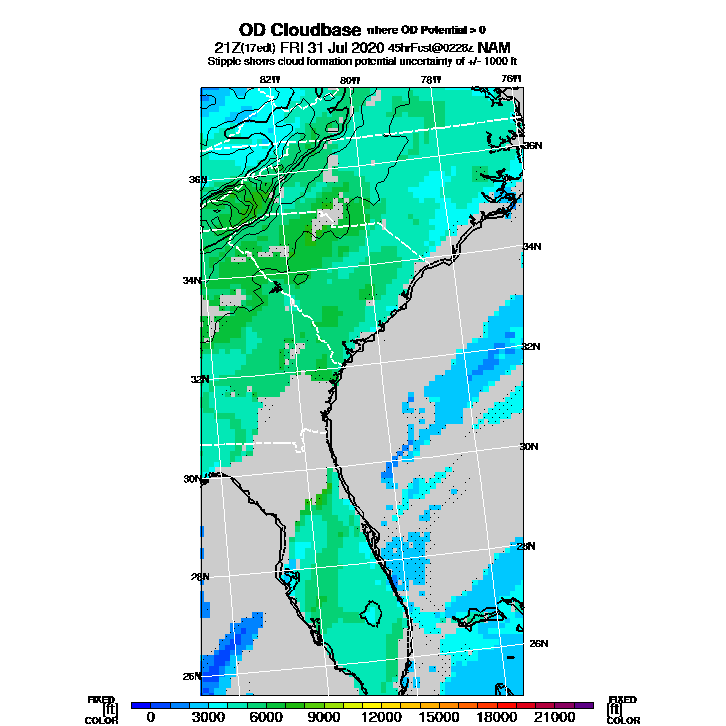 OD Cloudbase where OD Potential > 0
21Z(17edt) FRI 31 Jul 2020 45hrFcst@0228z NAM
Stipple shows cloud formation potential uncertainty of +/- 1000 ft
82W 80W 78W 76W
36N
36N
34N
34N
32N
32N
30N
30N
28N
28N
26N
26N
FIXED FIXED
[ft] [ft]
COLOR 0 3000 6000 9000 12000 15000 18000 21000 COLOR